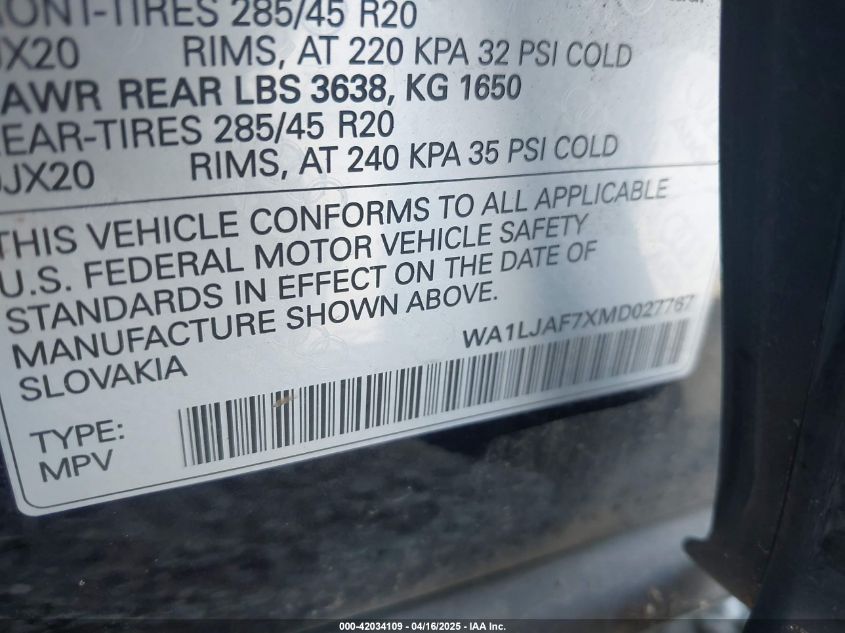 ONT-TIRES 285/45 R20
JX20 RIMS, AT 220 KPA 32 PSI COLD
AWR REAR LBS 3638, KG 1650
EAR-TIRES 285/45 R20
JX20 RIMS, AT 240 KPA 35 PSI COLD
THIS VEHICLE CONFORMS TO ALL APPLICABLE
U.S. FEDERAL MOTOR VEHICLE SAFETY
STANDARDS IN EFFECT ON THE DATE OF
MANUFACTURE SHOWN ABOVE.
SLOVAKIA
WA1LJAF7XMD027767
TYPE:
MPV
000-42034109 - 04/16/2025 - IAA Inc.